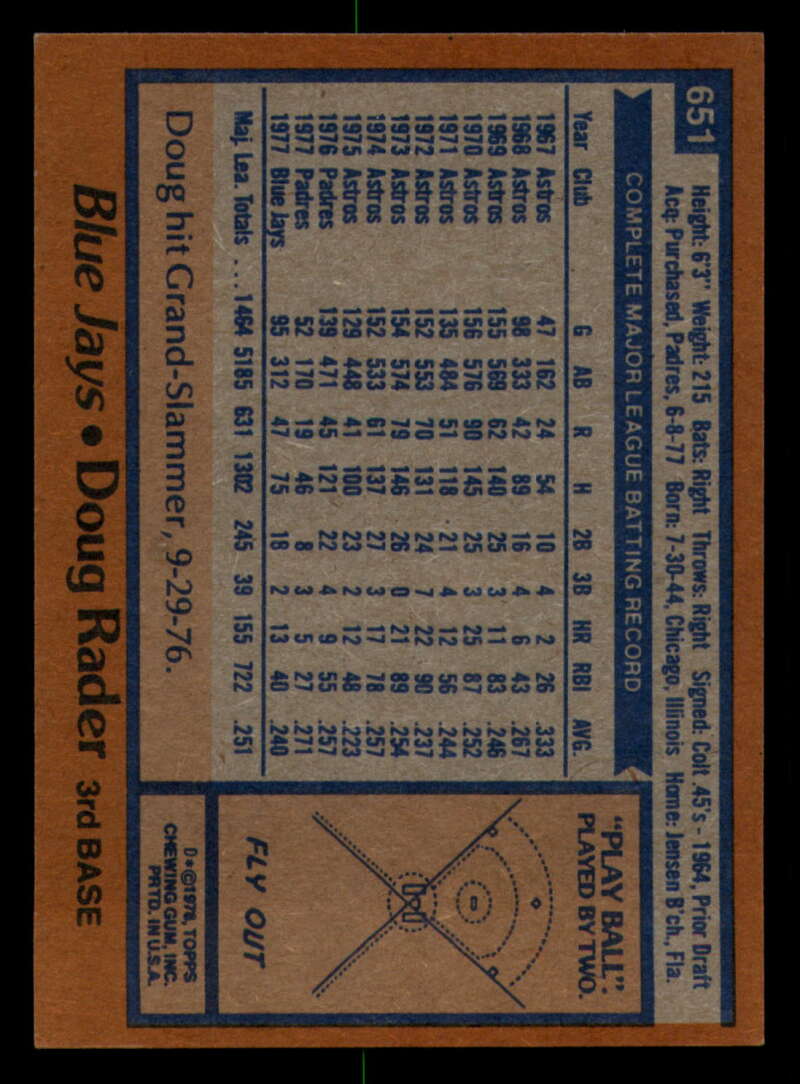 651
Height: 6'3" Weight: 215 Bats: Right Throws: Right Signed: Colt .45's - 1964, Prior Draft
Acq: Purchased, Padres, 6-8-77 Born: 7-30-44, Chicago, Illinois Home: Jensen B'ch., Fla.
COMPLETE MAJOR LEAGUE BATTING RECORD
Year Club G AB R H 2B 3B HR RBI AVG.
1967 Astros 47 162 24 54 10 4 2 26 .333
1968 Astros 98 333 42 89 16 4 6 43 .267
1969 Astros 155 569 62 140 25 3 11 83 .246
1970 Astros 156 576 90 145 25 3 25 87 .252
1971 Astros 135 484 51 118 21 4 12 56 .244
1972 Astros 152 553 70 131 24 7 22 90 .237
1973 Astros 154 574 79 146 26 0 21 89 .254
1974 Astros 152 533 61 137 27 3 17 78 .257
1975 Astros 129 448 41 100 23 2 12 48 .223
1976 Padres 139 471 45 121 22 4 9 55 .257
1977 Padres 52 170 19 46 8 3 5 27 .271
1977 Blue Jays 95 312 47 75 18 2 13 40 .240
Maj. Lea. Totals ... 1464 5185 631 1302 245 39 155 722 .251
Doug hit Grand-Slammer, 9-29-76.
Blue Jays • Doug Rader 3rd BASE
"PLAY BALL":
PLAYED BY TWO.
FLY OUT
D*©1978, TOPPS
CHEWING GUM, INC.
PRTD. IN U.S.A.